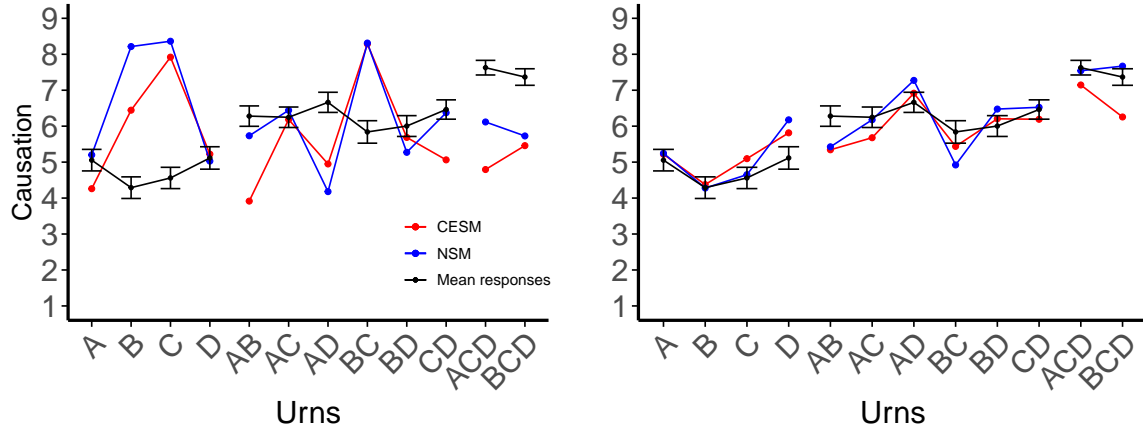 9
8
7
6
5
4
3
2
1
Causation
CESM
NSM
Mean responses
A B C D AB AC AD BC BD CD ACD BCD
Urns
9
8
7
6
5
4
3
2
1
A B C D AB AC AD BC BD CD ACD BCD
Urns